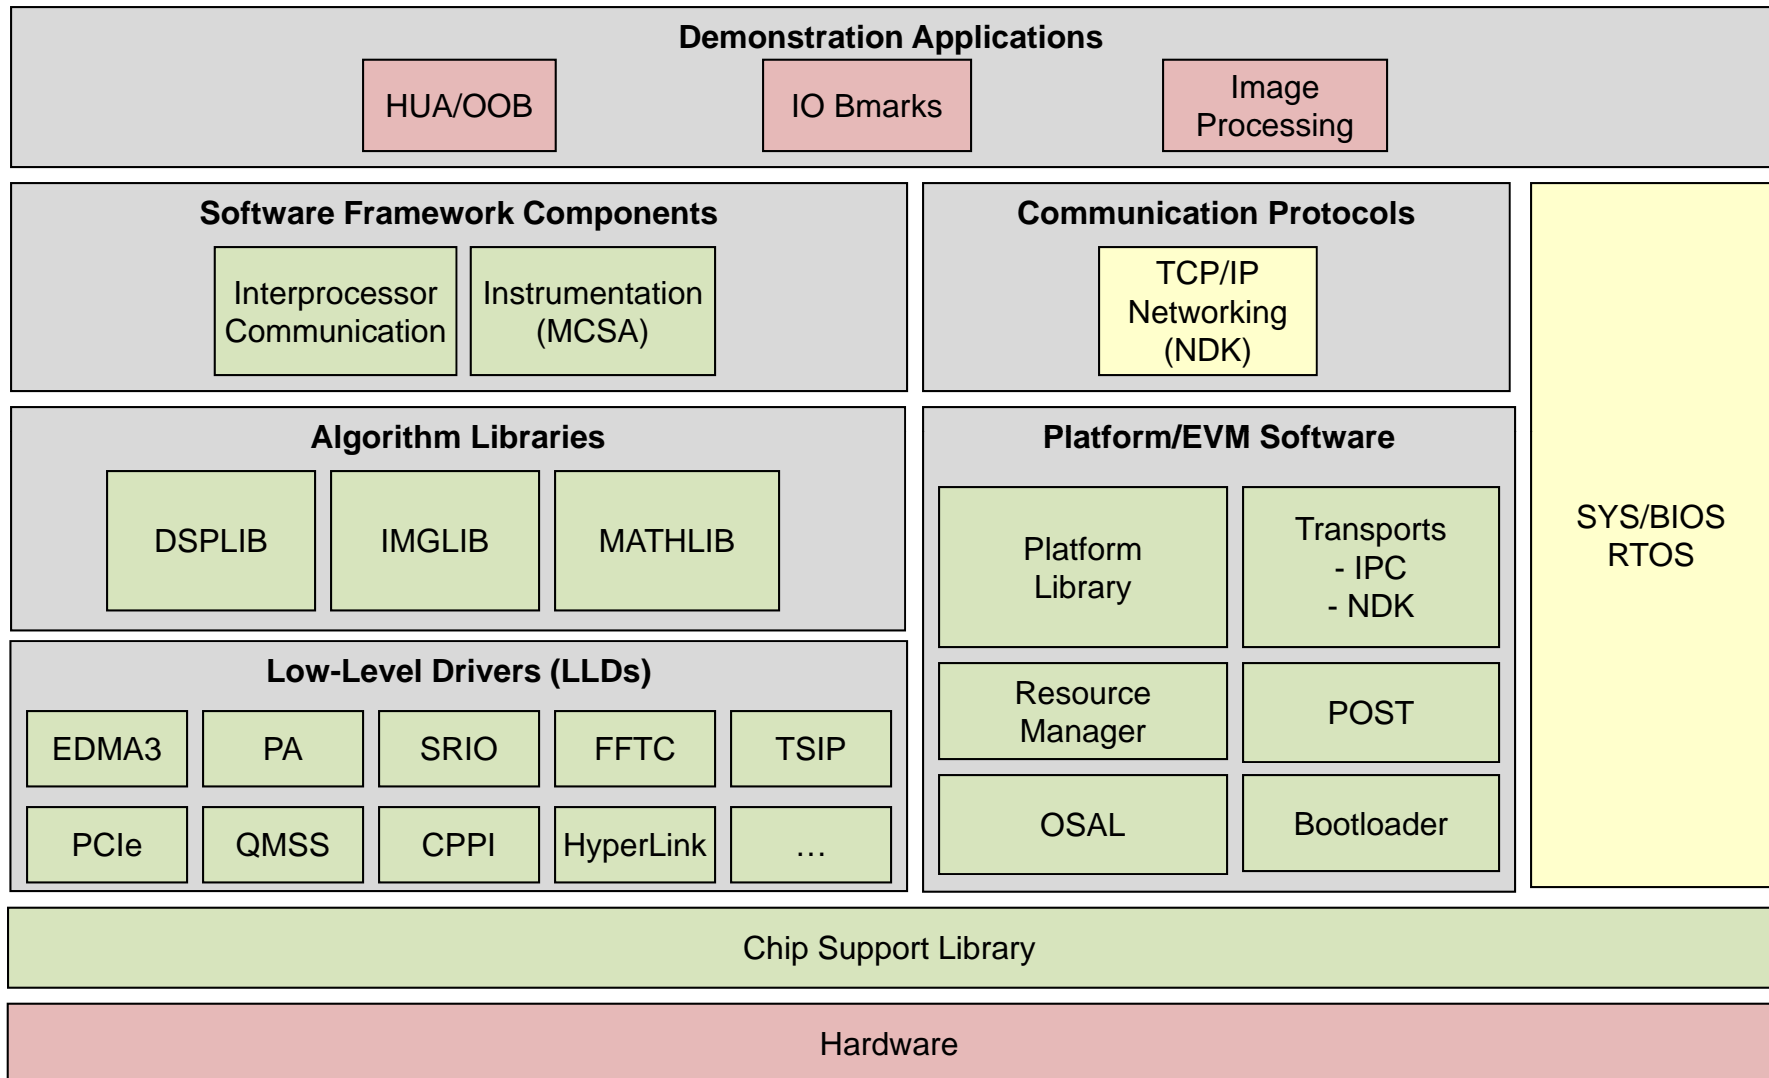 Demonstration Applications
HUA/OOB
IO Bmarks
Image
Processing
Software Framework Components
Interprocessor
Communication
Instrumentation
(MCSA)
Communication Protocols
TCP/IP
Networking
(NDK)
Algorithm Libraries
DSPLIB
IMGLIB
MATHLIB
Low-Level Drivers (LLDs)
EDMA3
PA
SRIO
FFTC
TSIP
PCIe
QMSS
CPPI
HyperLink
…
Platform/EVM Software
Platform
Library
Transports
- IPC
- NDK
Resource
Manager
POST
OSAL
Bootloader
SYS/BIOS
RTOS
Chip Support Library
Hardware